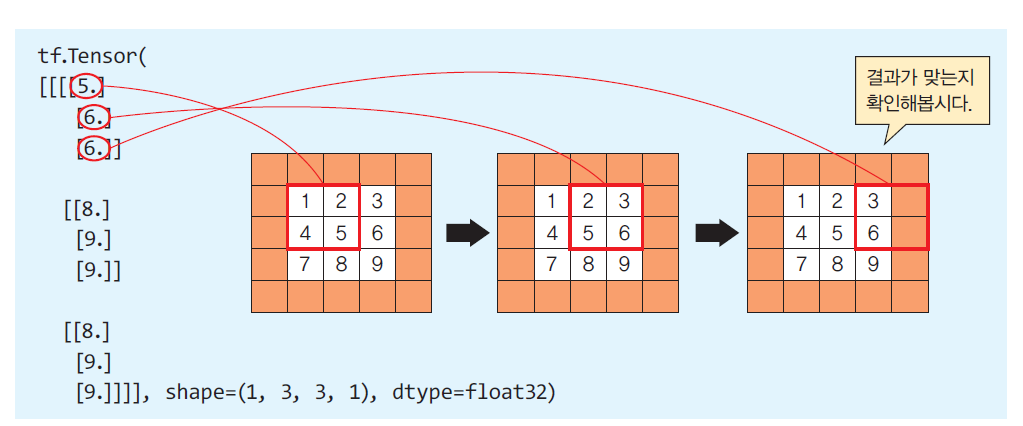 tf.Tensor(
[[[[5.]
[6.]
[6.]]
[[8.]
[9.]
[9.]]
[[8.]
[9.]
[9.]]]], shape=(1, 3, 3, 1), dtype=float32)
결과가 맞는지
확인해봅시다.
1 2 3
4 5 6
7 8 9
1 2 3
4 5 6
7 8 9
1 2 3
4 5 6
7 8 9